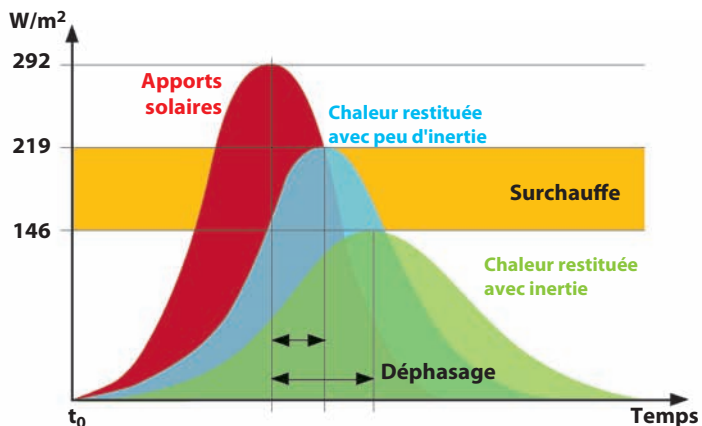 W/m²
292
Apports
solaires
Chaleur restituée
avec peu d'inertie
219
Surchauffe
146
Chaleur restituée
avec inertie
Déphasage
t₀
Temps